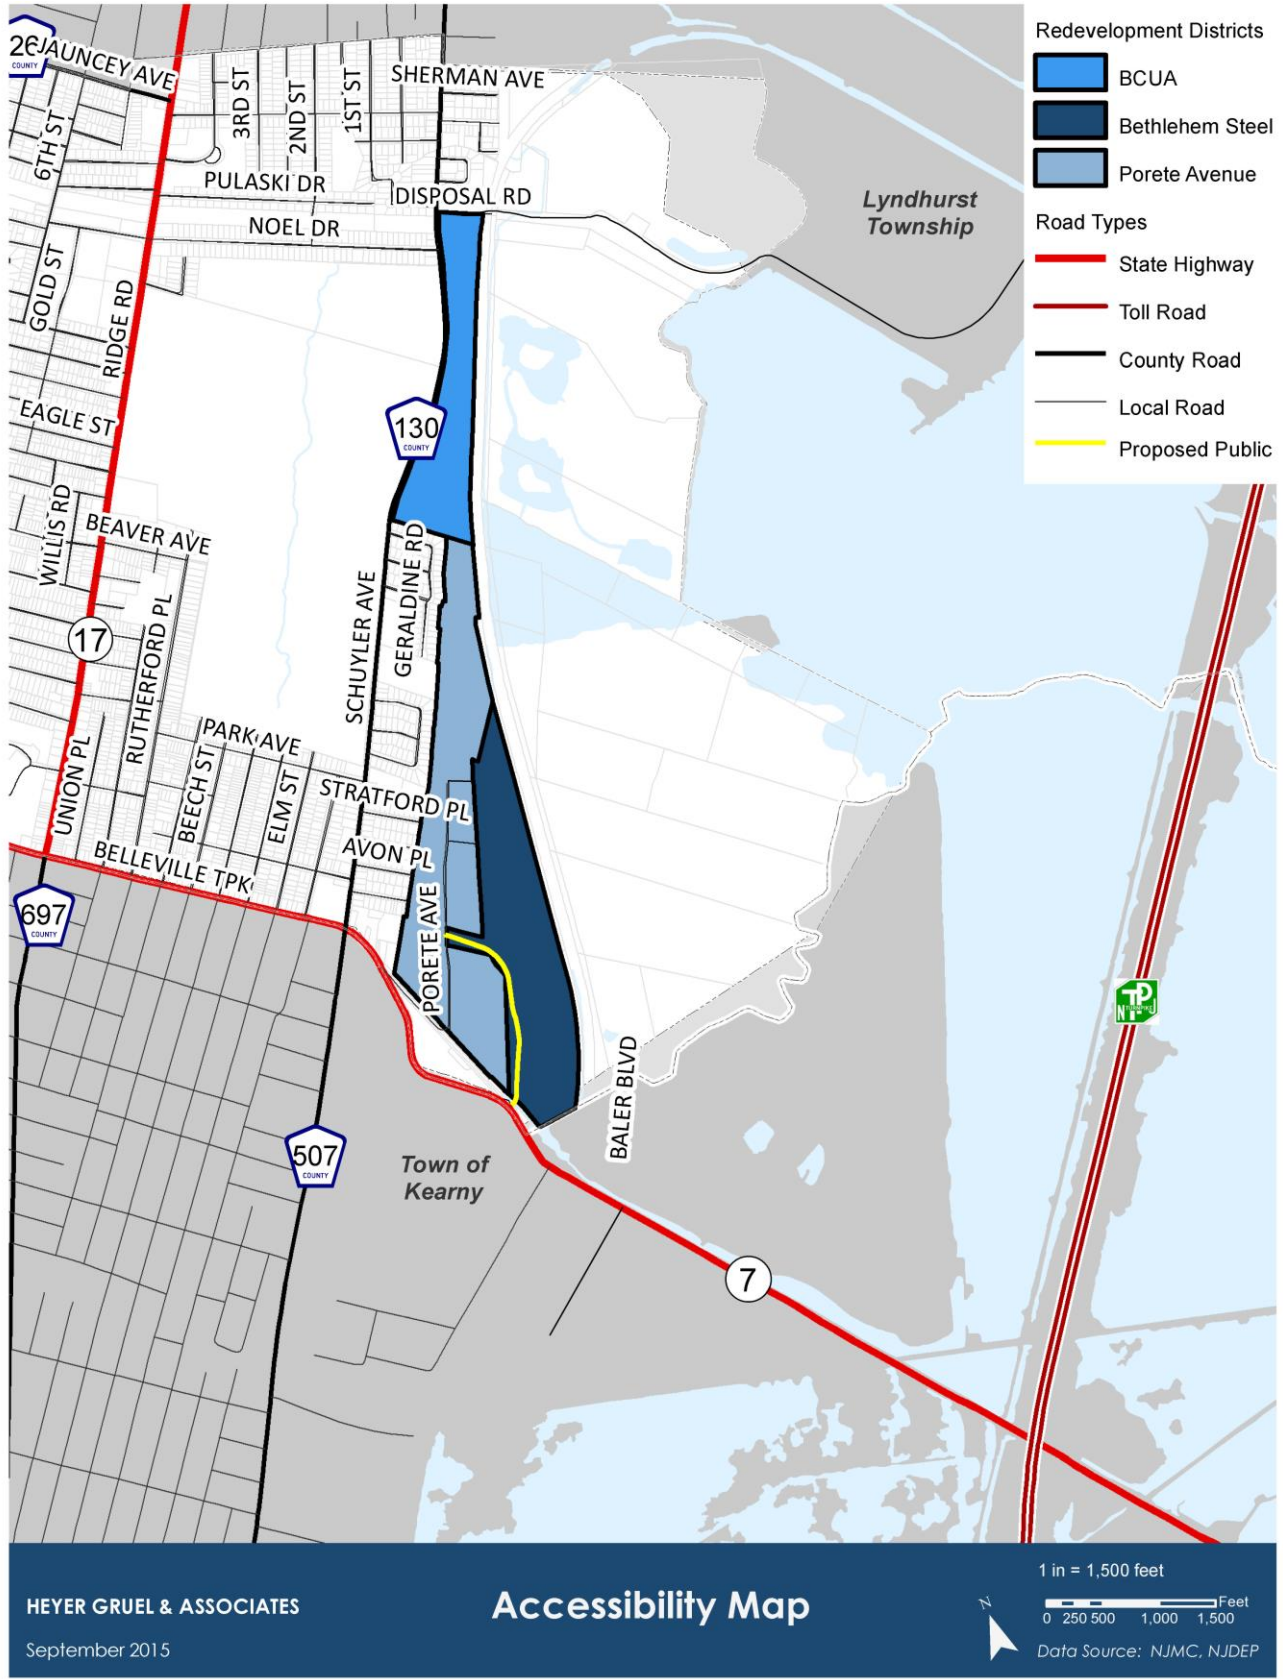 26
COUNTY
JAUNCEY AVE
6TH ST
3RD ST
2ND ST
1ST ST
SHERMAN AVE
PULASKI DR
DISPOSAL RD
NOEL DR
GOLD ST
RIDGE RD
EAGLE ST
130
COUNTY
WILLIS RD
BEAVER AVE
GERALDINE RD
SCHUYLER AVE
17
RUTHERFORD PL
UNION PL
PARK AVE
BEECH ST
ELM ST
STRATFORD PL
AVON PL
BELLEVILLE TPK
PORETE AVE
697
COUNTY
507
COUNTY
BALER BLVD
Town of
Kearny
7
Lyndhurst
Township
Redevelopment Districts
BCUA
Bethlehem Steel
Porete Avenue
Road Types
State Highway
Toll Road
County Road
Local Road
Proposed Public
HEYER GRUEL & ASSOCIATES
September 2015
Accessibility Map
N
1 in = 1,500 feet
Feet
0 250 500 1,000 1,500
Data Source: NJMC, NJDEP